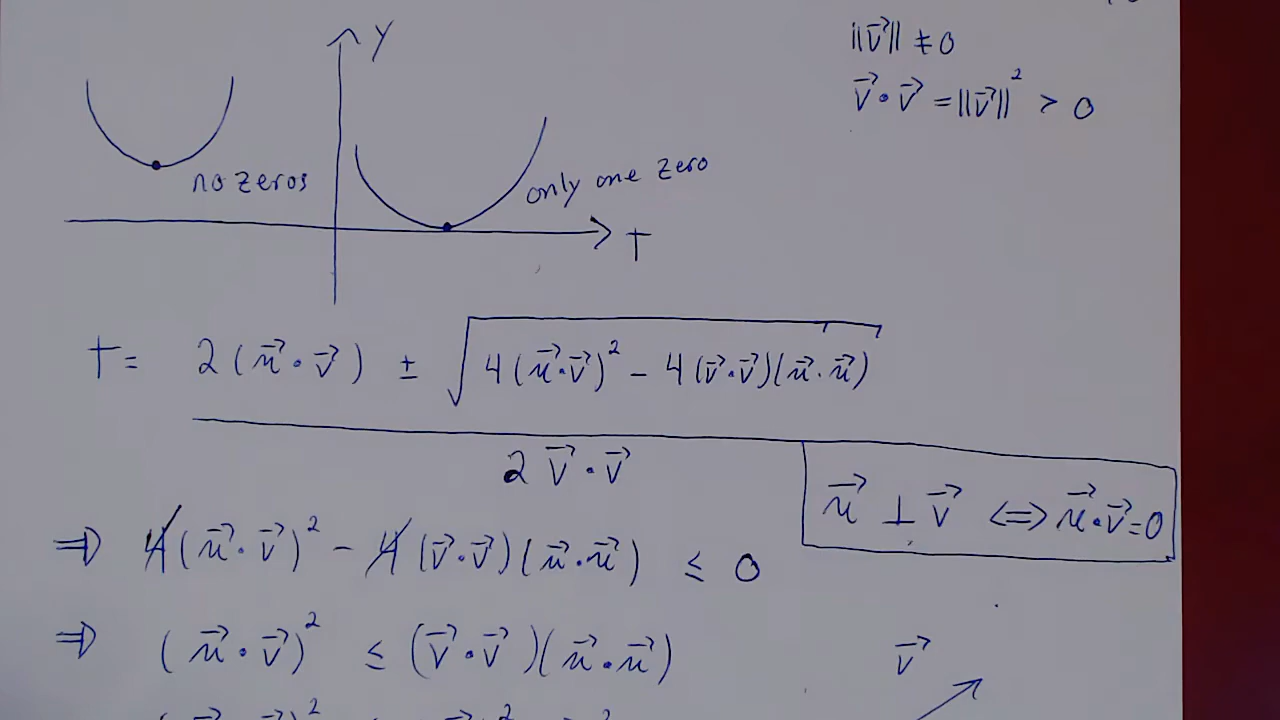 Y
‖v⃗‖ ≠ 0
v⃗ · v⃗ = ‖v⃗‖² > 0
no zeros
only one zero
T
t = (2(u⃗ · v⃗) ± √(4(u⃗·v⃗)² − 4(v⃗·v⃗)(u⃗·u⃗))) / (2 v⃗ · v⃗)
u⃗ ⊥ v⃗ ⇔ u⃗ · v⃗ = 0
⇒ 4(u⃗ · v⃗)² − 4(v⃗ · v⃗)(u⃗ · u⃗) ≤ 0
⇒ (u⃗ · v⃗)² ≤ (v⃗ · v⃗)(u⃗ · u⃗)
v⃗